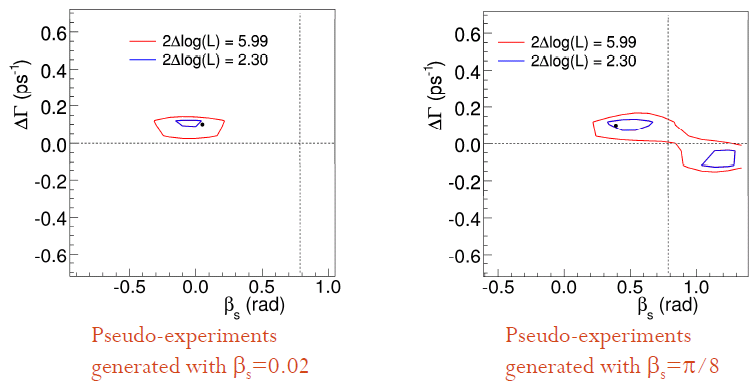 2Δlog(L) = 5.99
2Δlog(L) = 2.30
ΔΓ (ps⁻¹)
0.6
0.4
0.2
0.0
-0.2
-0.4
-0.6
-0.5 0.0 0.5 1.0
βₛ (rad)
Pseudo-experiments
generated with βₛ=0.02
2Δlog(L) = 5.99
2Δlog(L) = 2.30
ΔΓ (ps⁻¹)
0.6
0.4
0.2
0.0
-0.2
-0.4
-0.6
-0.5 0.0 0.5 1.0
βₛ (rad)
Pseudo-experiments
generated with βₛ=π/8